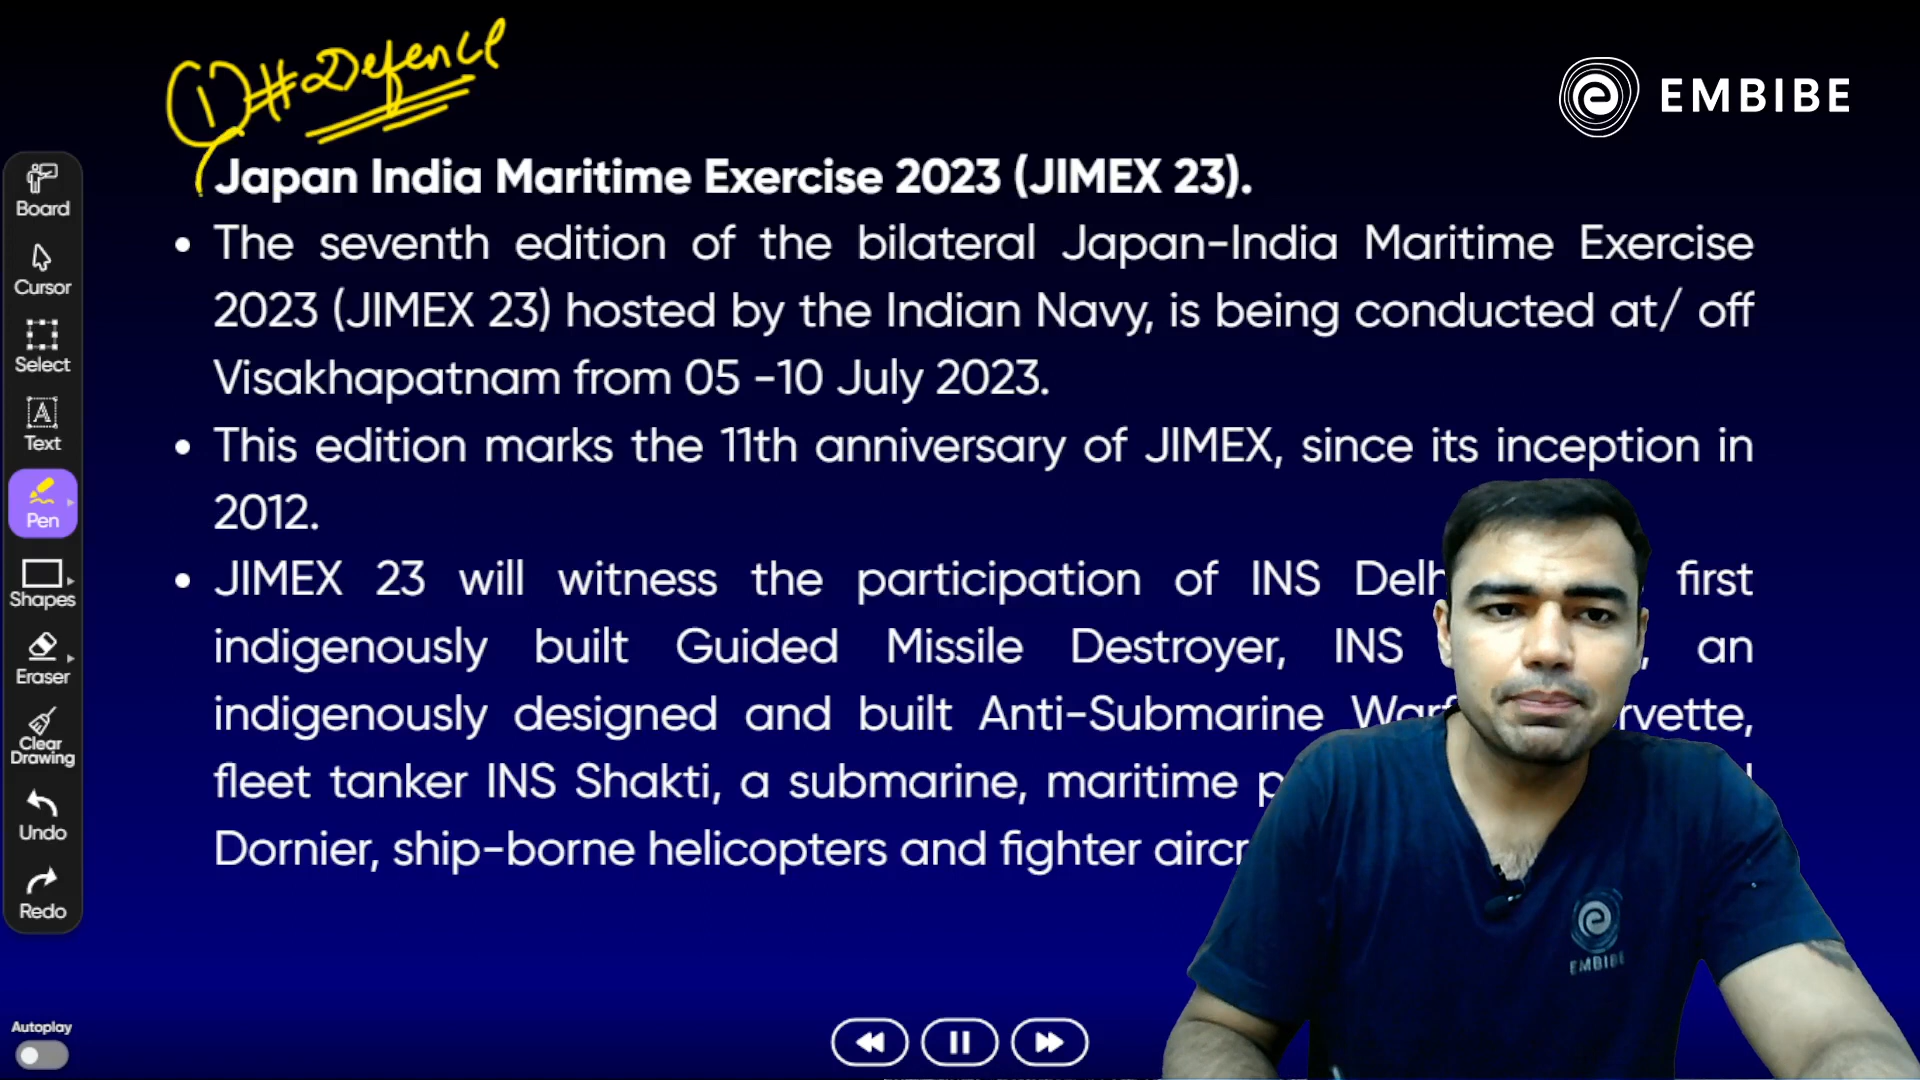 ① #Defence
EMBIBE
Japan India Maritime Exercise 2023 (JIMEX 23).
• The seventh edition of the bilateral Japan-India Maritime Exercise
2023 (JIMEX 23) hosted by the Indian Navy, is being conducted at/ off
Visakhapatnam from 05 -10 July 2023.
• This edition marks the 11th anniversary of JIMEX, since its inception in
2012.
• JIMEX 23 will witness the participation of INS first
indigenously built Guided Missile Destroyer, INS , an
indigenously designed and built Anti-Submarine
fleet tanker INS Shakti, a submarine, maritime
Dornier, ship-borne helicopters and fighter
Board
Cursor
Select
Text
Pen
Shapes
Eraser
Clear
Drawing
Undo
Redo
Autoplay
EMBIBE